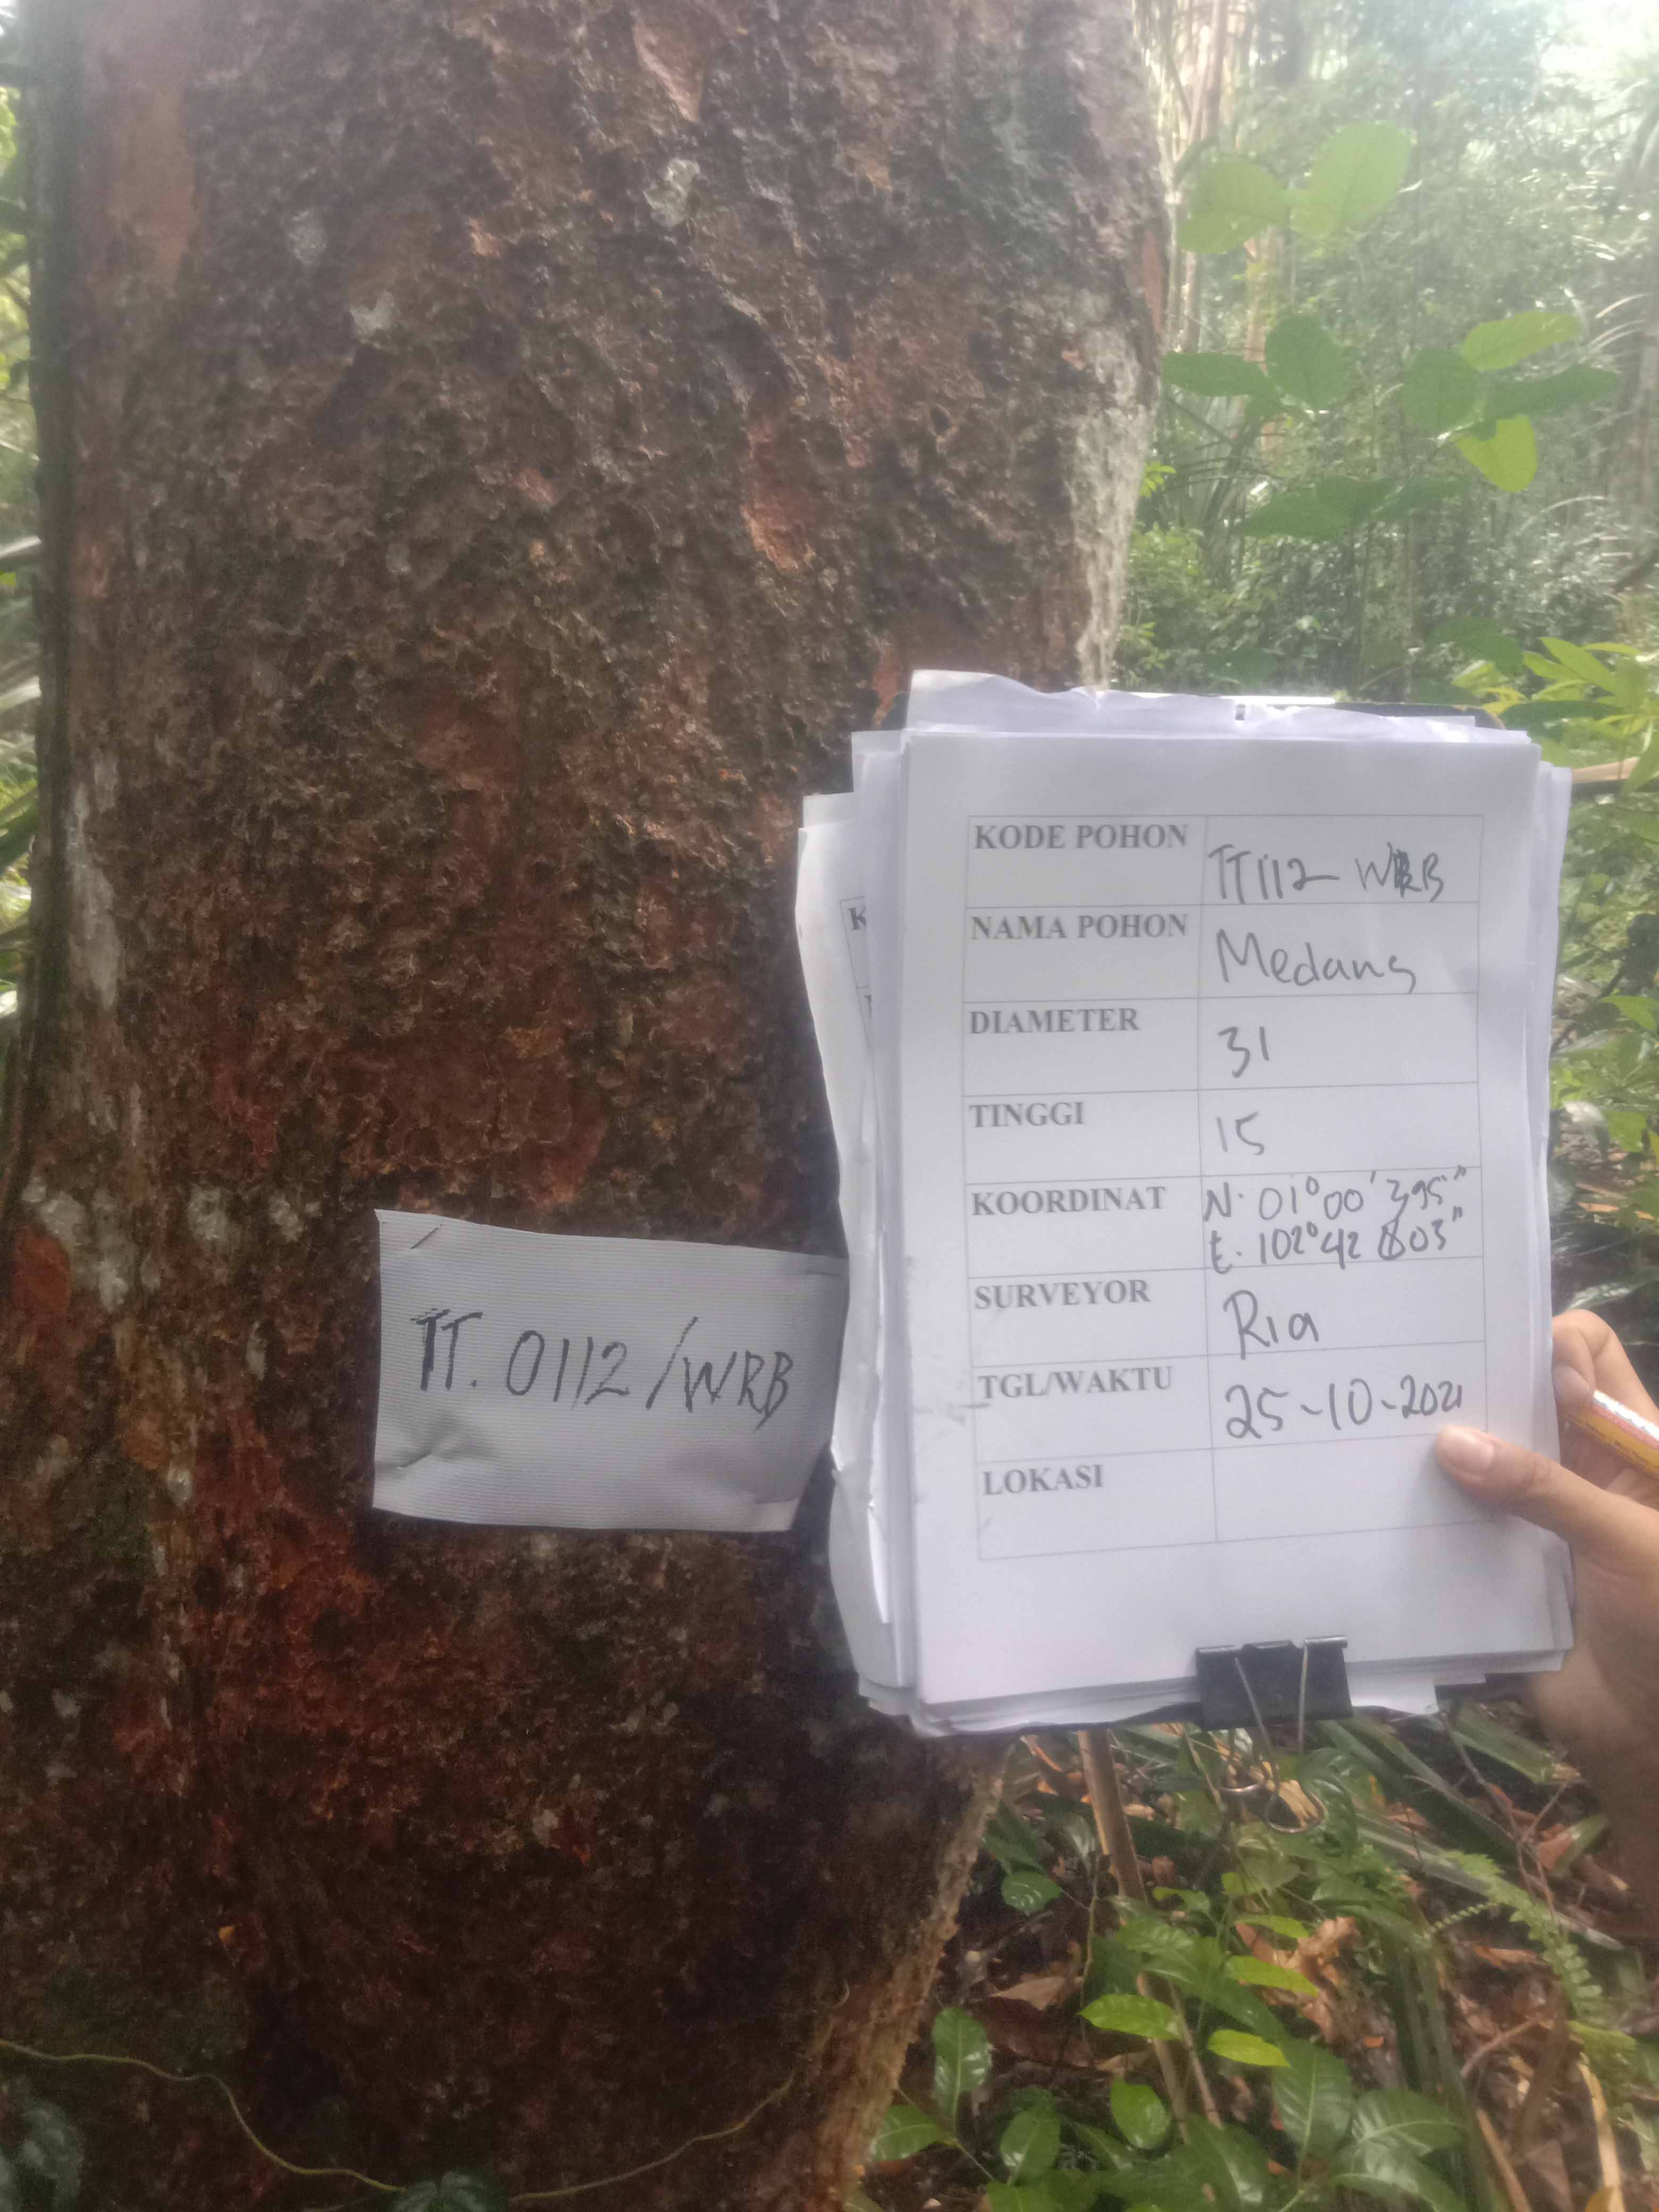 TT. 0112/WRB
KODE POHON TT112 WRB
NAMA POHON Medang
DIAMETER 31
TINGGI 15
KOORDINAT N. 01°00'395"
E. 102°42 803"
SURVEYOR Ria
TGL/WAKTU 25-10-2021
LOKASI
K